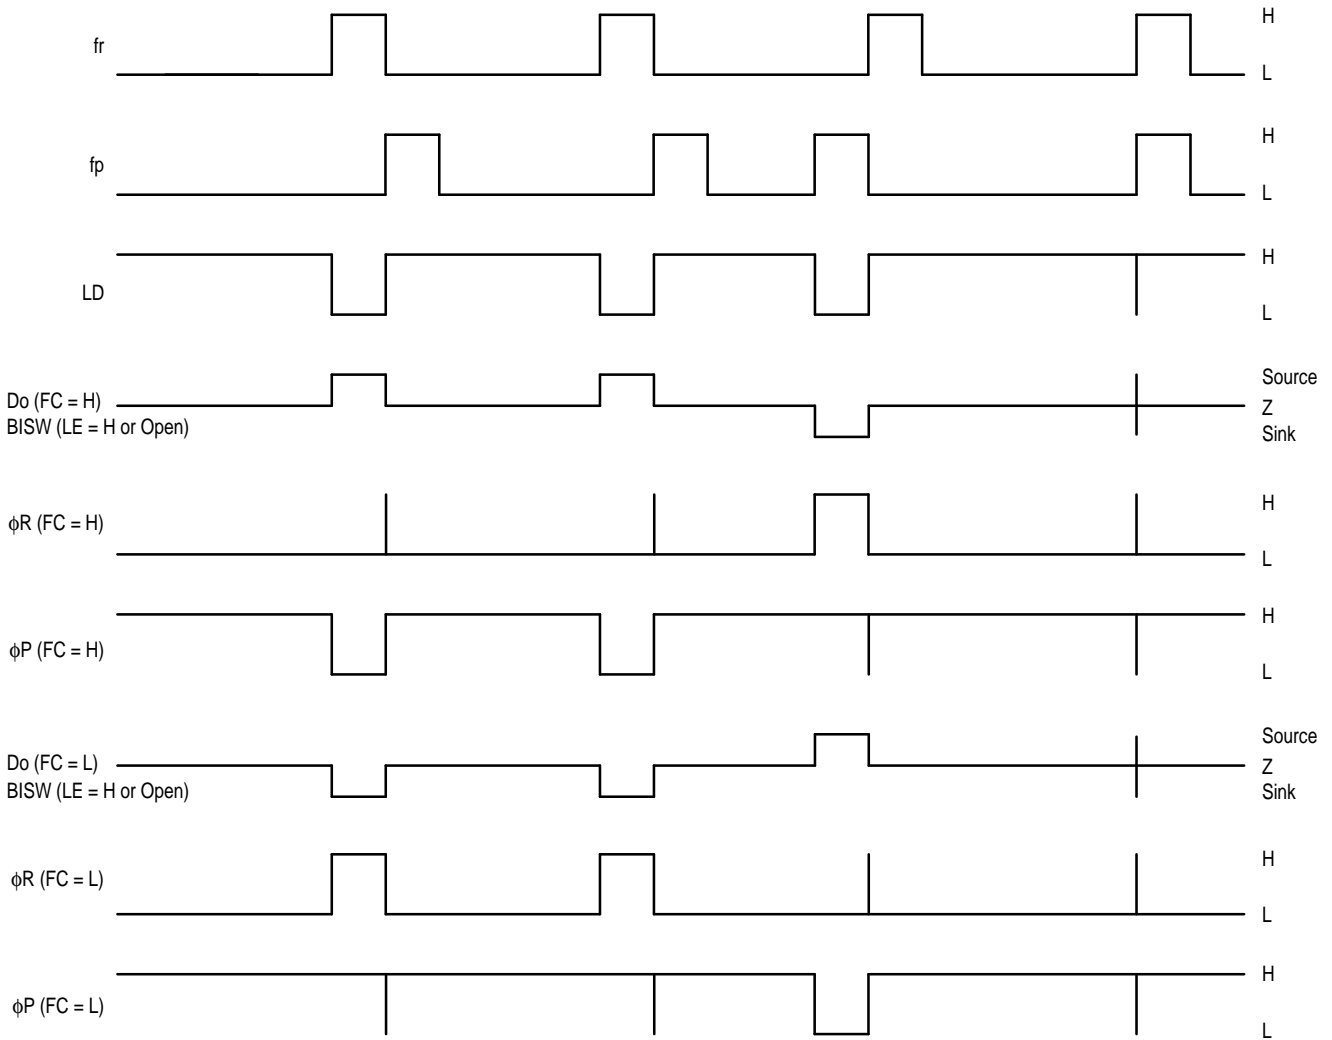 H
fr
L
H
fp
L
H
LD
L
Source
Do (FC = H)
Z
BISW (LE = H or Open)
Sink
H
ϕR (FC = H)
L
H
ϕP (FC = H)
L
Source
Do (FC = L)
Z
BISW (LE = H or Open)
Sink
H
ϕR (FC = L)
L
H
ϕP (FC = L)
L